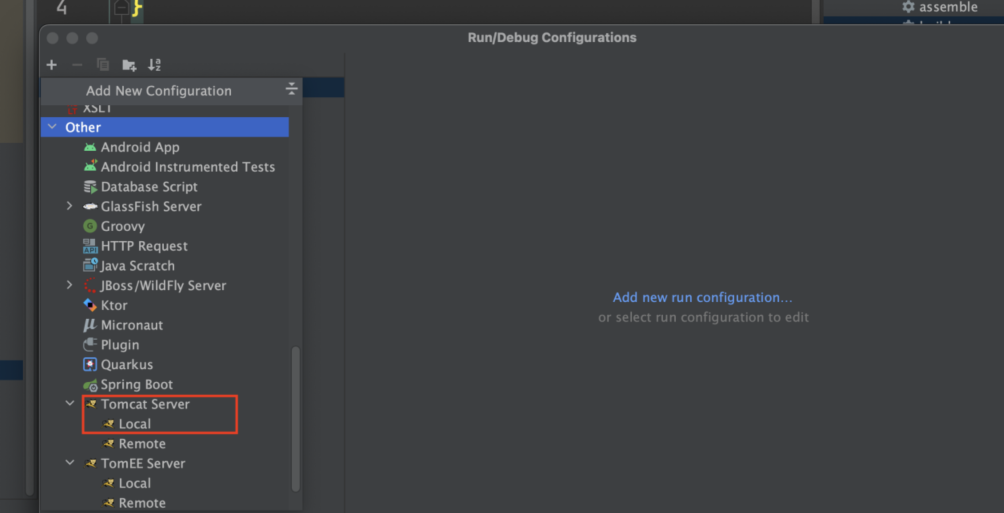 4
}
assemble
Run/Debug Configurations
Add New Configuration
XSLT
Other
Android App
Android Instrumented Tests
Database Script
GlassFish Server
Groovy
HTTP Request
Java Scratch
JBoss/WildFly Server
Ktor
Micronaut
Plugin
Quarkus
Spring Boot
Tomcat Server
Local
Remote
TomEE Server
Local
Remote
Add new run configuration...
or select run configuration to edit